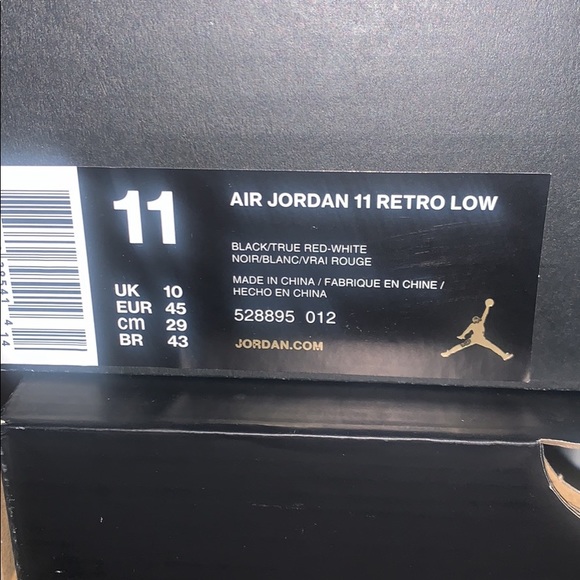 11
AIR JORDAN 11 RETRO LOW
BLACK/TRUE RED-WHITE
NOIR/BLANC/VRAI ROUGE
MADE IN CHINA / FABRIQUE EN CHINE /
HECHO EN CHINA
UK 10
EUR 45
cm 29
BR 43
528895 012
JORDAN.COM